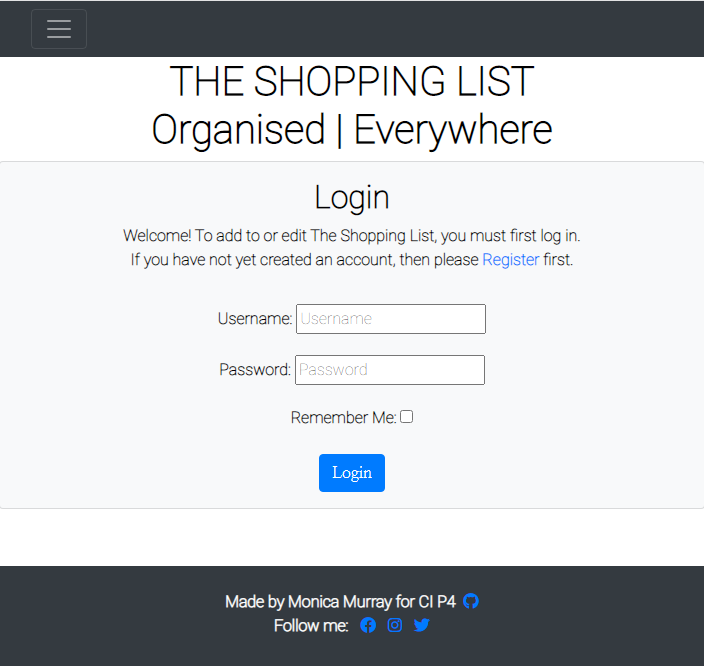 THE SHOPPING LIST
Organised | Everywhere
Login
Welcome! To add to or edit The Shopping List, you must first log in.
If you have not yet created an account, then please Register first.
Username: Username
Password: Password
Remember Me:
Login
Made by Monica Murray for CI P4
Follow me: